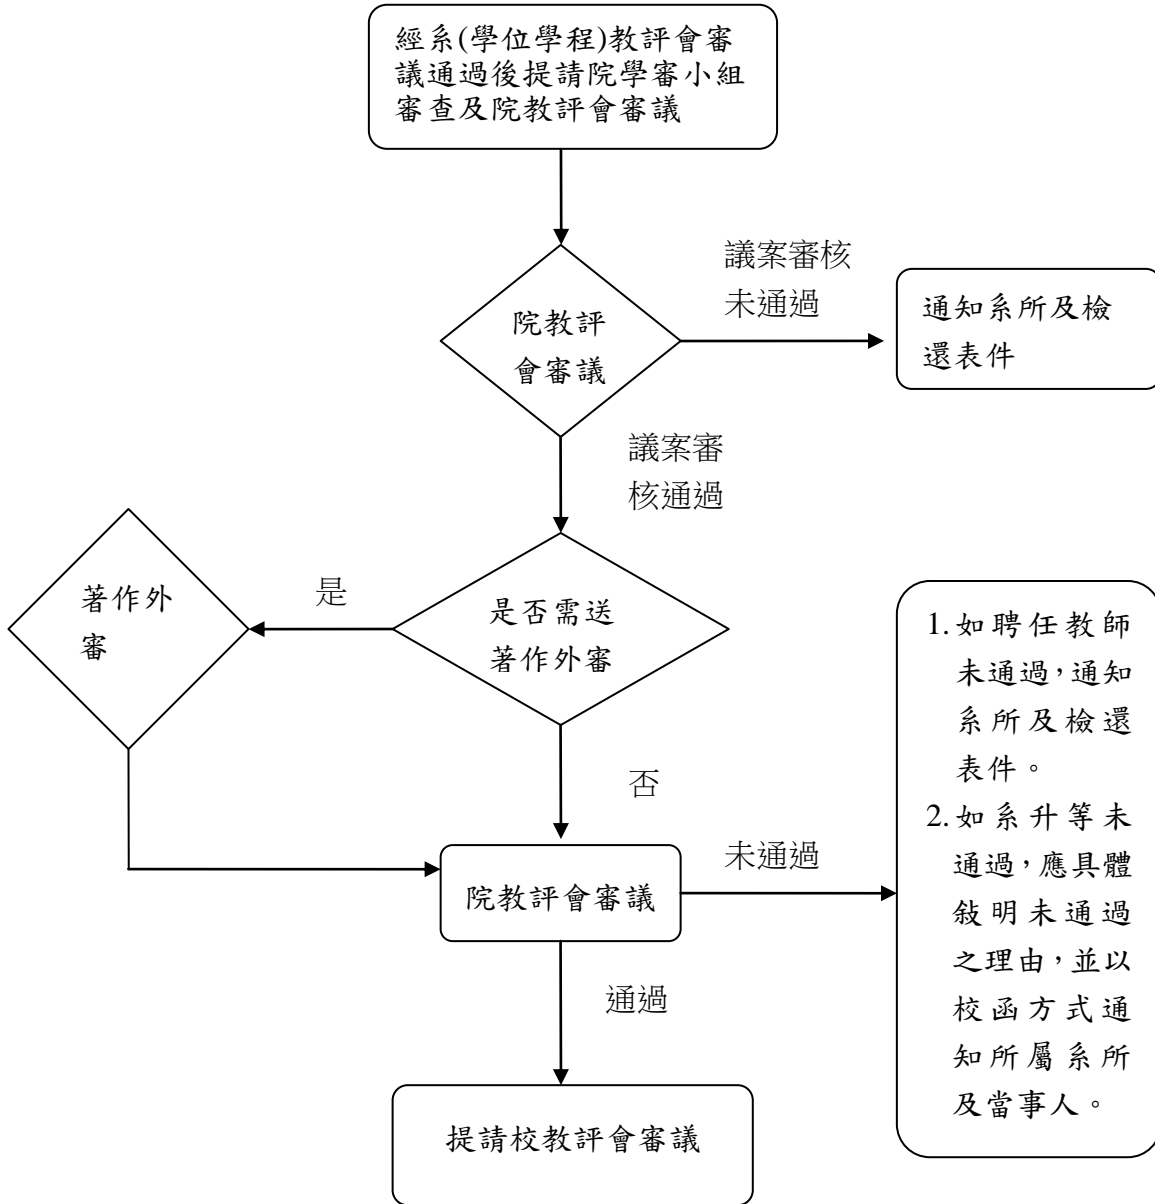 經系(學位學程)教評會審
議通過後提請院學審小組
審查及院教評會審議
議案審核
未通過
院教評
會審議
通知系所及檢
還表件
議案審
核通過
著作外
審
是
是否需送
著作外審
否
院教評會審議
未通過
1.如聘任教師
未通過,通知
系所及檢還
表件。
2.如系升等未
通過,應具體
敍明未通過
之理由,並以
校函方式通
知所屬系所
及當事人。
通過
提請校教評會審議